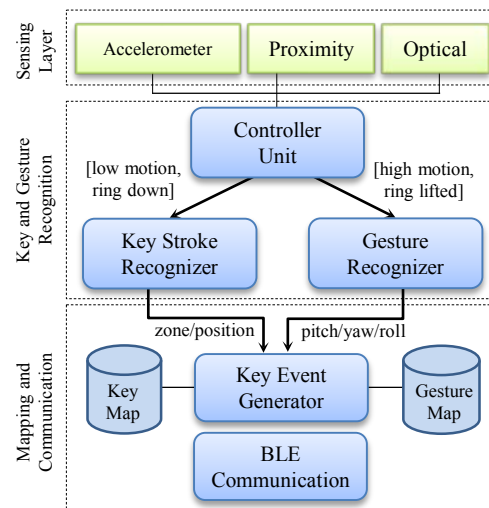 Sensing
Layer
Accelerometer
Proximity
Optical
Key and Gesture
Recognition
Controller
Unit
[low motion,
ring down]
[high motion,
ring lifted]
Key Stroke
Recognizer
Gesture
Recognizer
Mapping and
Communication
zone/position
pitch/yaw/roll
Key
Map
Key Event
Generator
Gesture
Map
BLE
Communication